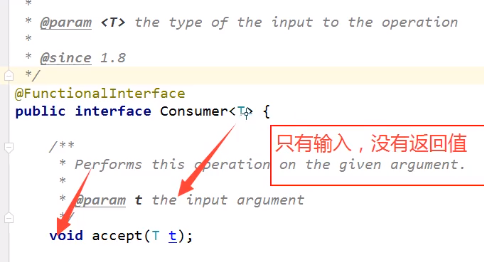 *
* @param <T> the type of the input to the operation
*
* @since 1.8
*/
@FunctionalInterface
public interface Consumer<T> {
/**
* Performs this operation on the given argument.
*
* @param t the input argument
*/
void accept(T t);
只有输入，没有返回值